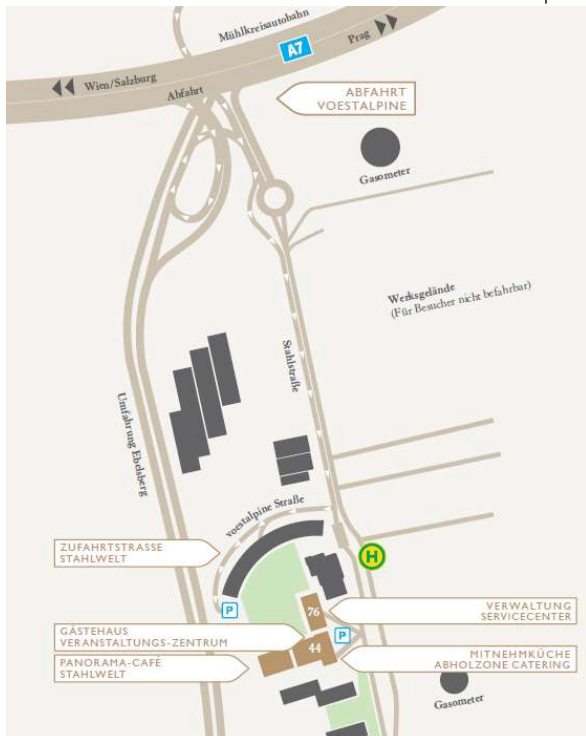 Mühlkreisautobahn
A7
Prag
Wien/Salzburg
Abfahrt
ABFAHRT
VOESTALPINE
Gasometer
Werksgelände
(Für Besucher nicht befahrbar)
Stahlstraße
Umfahrung Ebelsberg
voestalpine Straße
ZUFAHRTSTRASSE
STAHLWELT
H
P
76
VERWALTUNG
SERVICECENTER
GÄSTEHAUS
VERANSTALTUNGS-ZENTRUM
P
44
MITNEHMKÜCHE
ABHOLZONE CATERING
PANORAMA-CAFÉ
STAHLWELT
Gasometer